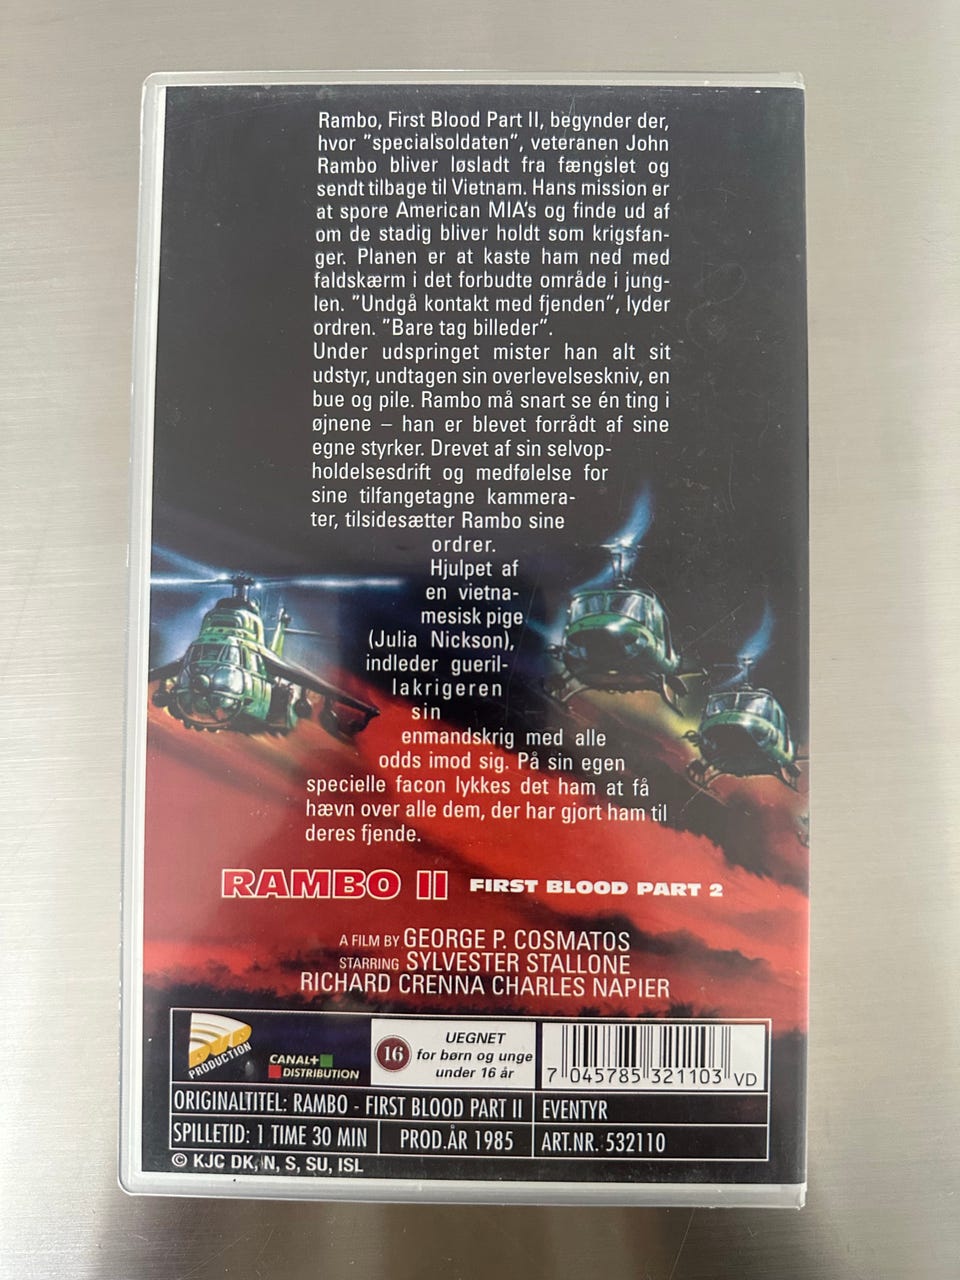 Rambo, First Blood Part II, begynder der,
hvor ”specialsoldaten”, veteranen John
Rambo bliver løsladt fra fængslet og
sendt tilbage til Vietnam. Hans mission er
at spore American MIA’s og finde ud af
om de stadig bliver holdt som krigsfan-
ger. Planen er at kaste ham ned med
faldskærm i det forbudte område i jung-
len. ”Undgå kontakt med fjenden”, lyder
ordren. ”Bare tag billeder”.
Under udspringet mister han alt sit
udstyr, undtagen sin overlevelseskniv, en
bue og pile. Rambo må snart se én ting i
øjnene – han er blevet forrådt af sine
egne styrker. Drevet af sin selvop-
holdelsesdrift og medfølelse for
sine tilfangetagne kammera-
ter, tilsidesætter Rambo sine
ordrer.
Hjulpet af
en vietna-
mesisk pige
(Julia Nickson),
indleder gueril-
lakrigeren
sin
enmandskrig med alle
odds imod sig. På sin egen
specielle facon lykkes det ham at få
hævn over alle dem, der har gjort ham til
deres fjende.
RAMBO II FIRST BLOOD PART 2
A FILM BY GEORGE P. COSMATOS
STARRING SYLVESTER STALLONE
RICHARD CRENNA CHARLES NAPIER
PRODUCTION
CANAL+
DISTRIBUTION
16
UEGNET
for børn og unge
under 16 år
7 045785 321103 VD
ORIGINALTITEL: RAMBO - FIRST BLOOD PART II EVENTYR
SPILLETID: 1 TIME 30 MIN PROD.ÅR 1985 ART.NR. 532110
© KJC DK, N, S, SU, ISL